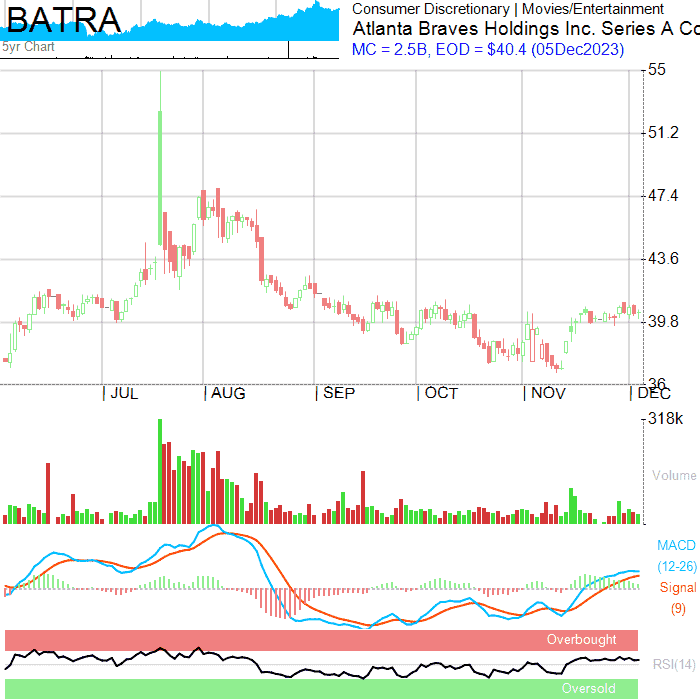 BATRA
5yr Chart
Consumer Discretionary | Movies/Entertainment
Atlanta Braves Holdings Inc. Series A Co
MC = 2.5B, EOD = $40.4 (05Dec2023)
55
51.2
47.4
43.6
39.8
36
JUL
AUG
SEP
OCT
NOV
DEC
318k
Volume
MACD
(12-26)
Signal
(9)
Overbought
RSI(14)
Oversold